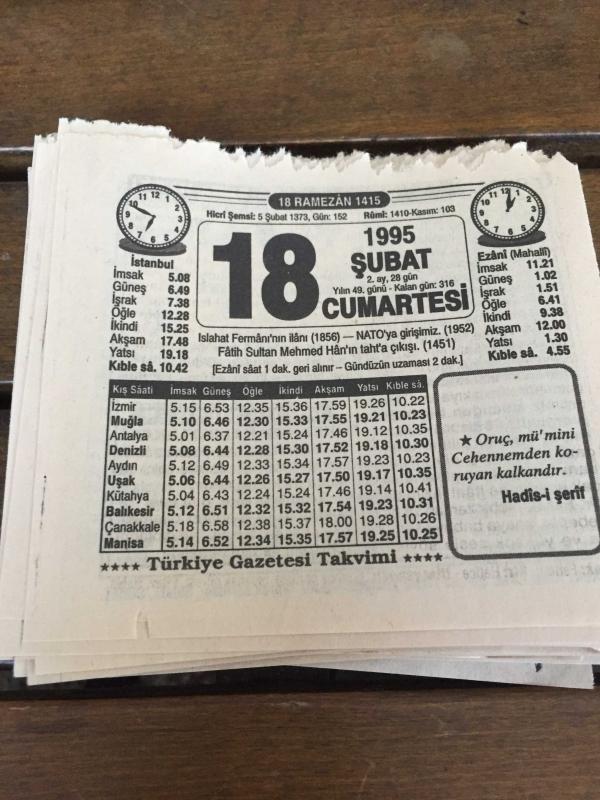 18 RAMEZÂN 1415
Hicrî Şemsî: 5 Şubat 1373, Gün: 152
Rûmî: 1410-Kasım: 103
18
1995
ŞUBAT
2. ay, 28 gün
Yılın 49. günü - Kalan gün: 316
CUMARTESİ
İstanbul
İmsak 5.08
Güneş 6.49
İşrak 7.38
Öğle 12.28
İkindi 15.25
Akşam 17.48
Yatsı 19.18
Kıble sâ. 10.42
Ezânî (Mahallî)
İmsak 11.21
Güneş 1.02
İşrak 1.51
Öğle 6.41
İkindi 9.38
Akşam 12.00
Yatsı 1.30
Kıble sâ. 4.55
Islahat Fermânı'nın ilânı (1856) — NATO'ya girişimiz. (1952)
Fâtih Sultan Mehmed Hân'ın taht'a çıkışı. (1451)
[Ezânî sâat 1 dak. geri alınır – Gündüzün uzaması 2 dak.]
Kış Sâati İmsak Güneş Öğle İkindi Akşam Yatsı Kıble sâ.
İzmir 5.15 6.53 12.35 15.36 17.59 19.26 10.22
Muğla 5.10 6.46 12.30 15.33 17.55 19.21 10.23
Antalya 5.01 6.37 12.21 15.24 17.46 19.12 10.35
Denizli 5.08 6.44 12.28 15.30 17.52 19.18 10.30
Aydın 5.12 6.49 12.33 15.34 17.57 19.23 10.23
Uşak 5.06 6.44 12.26 15.27 17.50 19.17 10.35
Kütahya 5.04 6.43 12.24 15.24 17.46 19.14 10.41
Balıkesir 5.12 6.51 12.32 15.32 17.54 19.23 10.31
Çanakkale 5.18 6.58 12.38 15.37 18.00 19.28 10.26
Manisa 5.14 6.52 12.34 15.35 17.57 19.25 10.25
★ Oruç, mü'mini
Cehennemden ko-
ruyan kalkandır.
Hadîs-i şerîf
★★★★ Türkiye Gazetesi Takvimi ★★★★